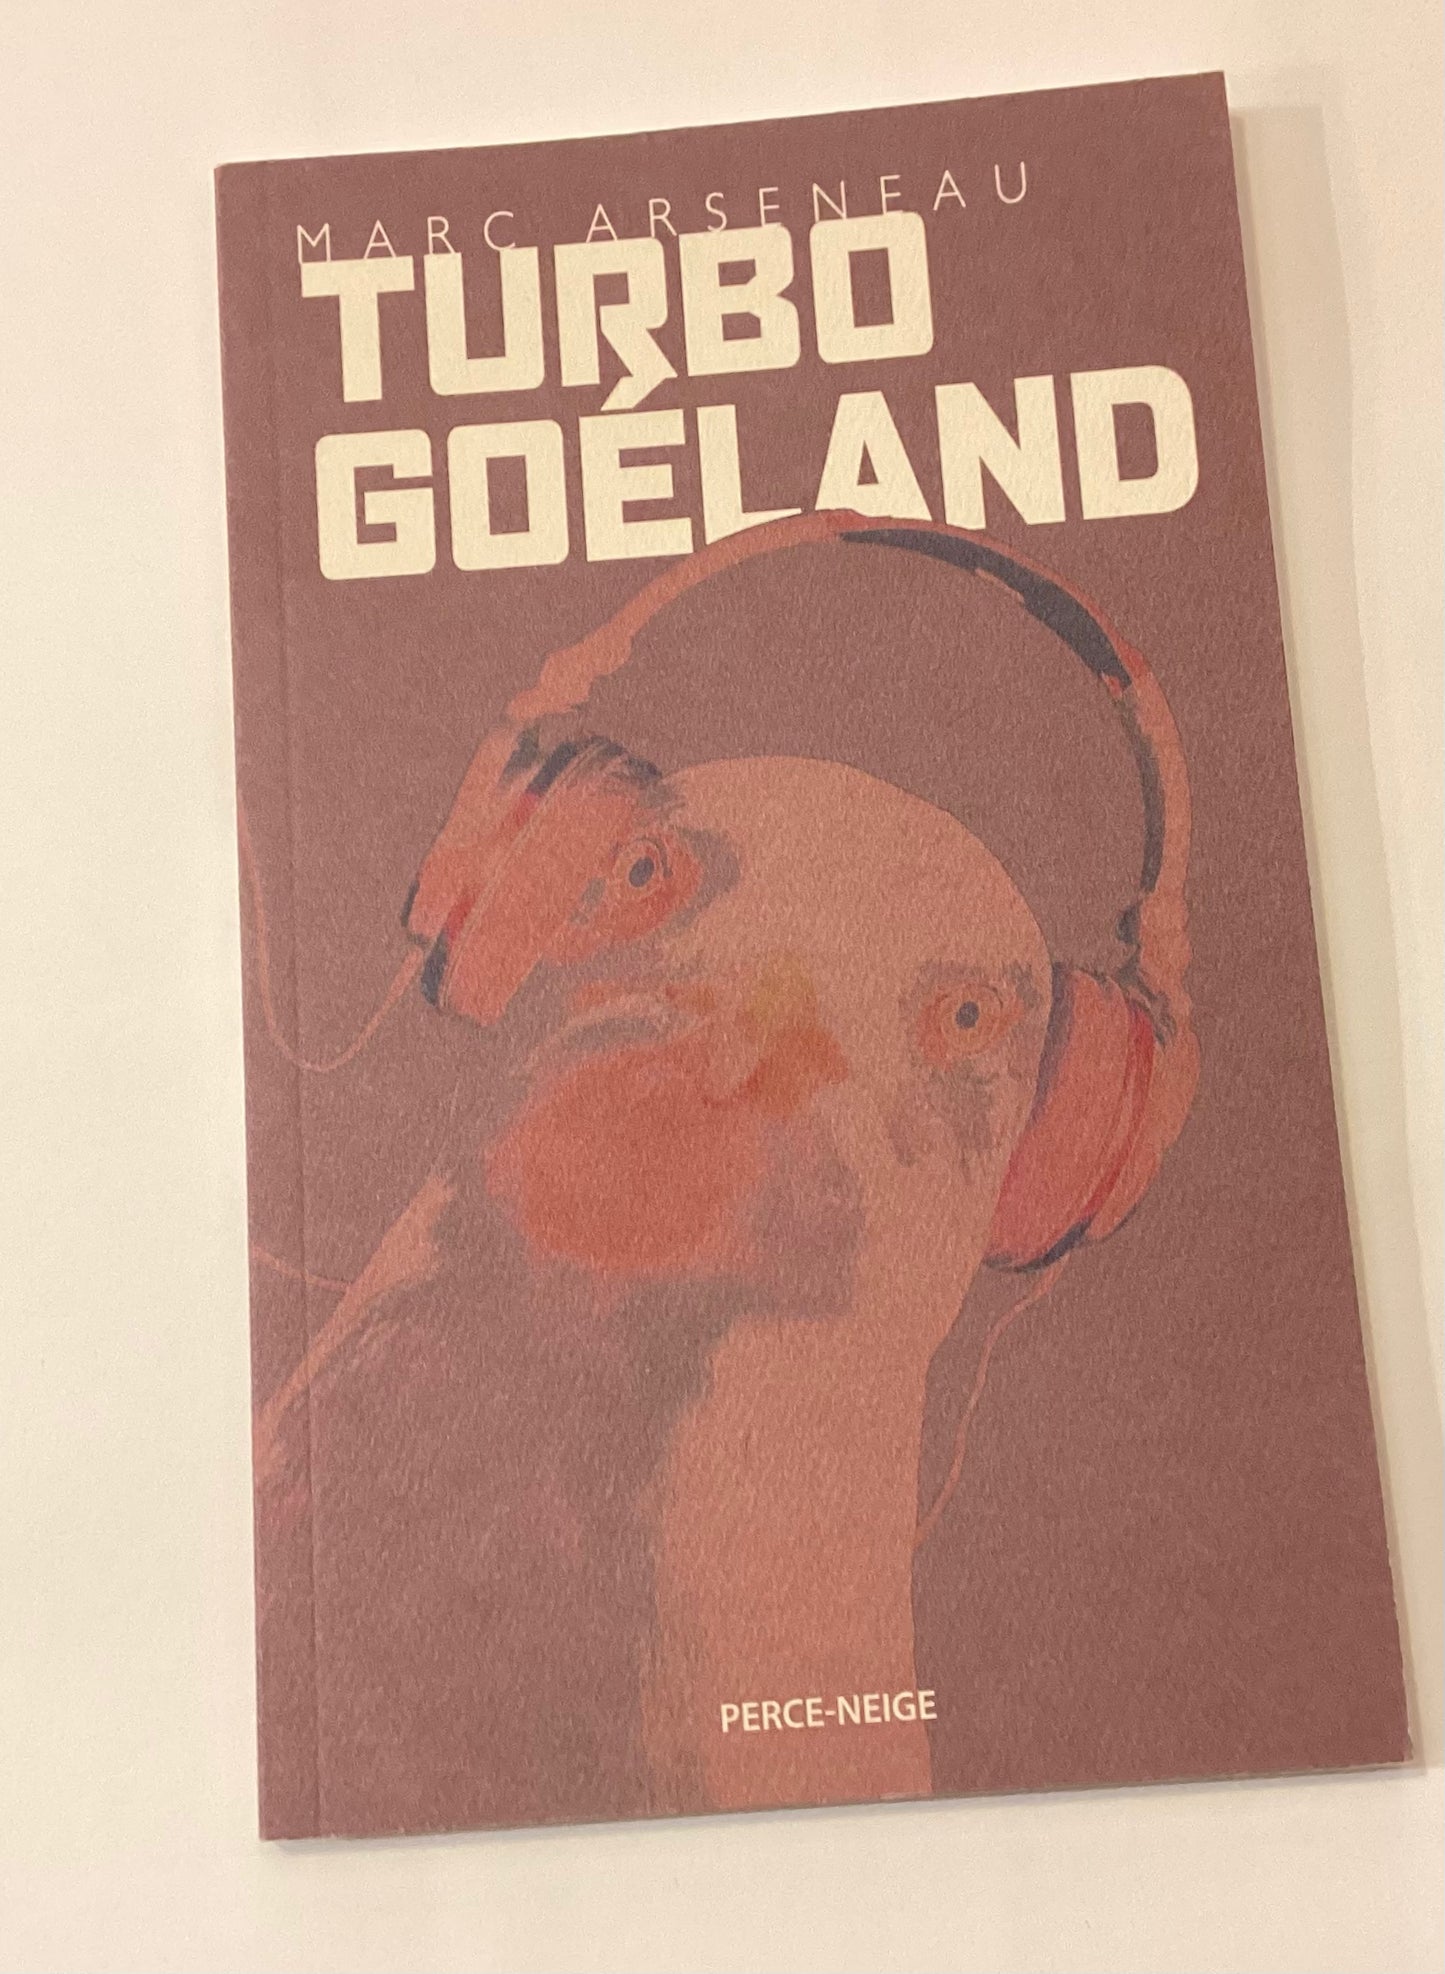 MARC ARSENEAU
TURBO
GOÉLAND
PERCE-NEIGE